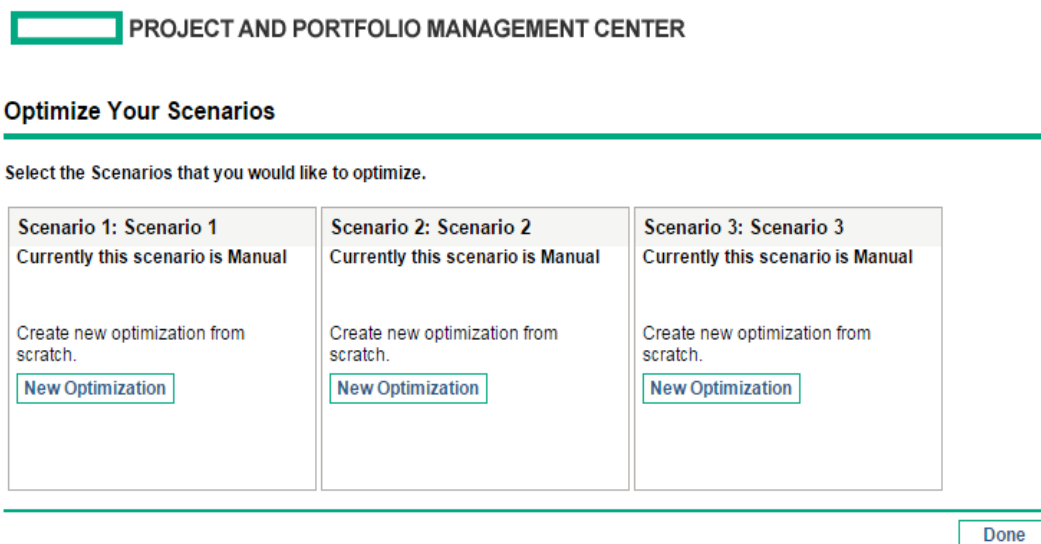 PROJECT AND PORTFOLIO MANAGEMENT CENTER
Optimize Your Scenarios
Select the Scenarios that you would like to optimize.
Scenario 1: Scenario 1
Currently this scenario is Manual
Create new optimization from
scratch.
New Optimization
Scenario 2: Scenario 2
Currently this scenario is Manual
Create new optimization from
scratch.
New Optimization
Scenario 3: Scenario 3
Currently this scenario is Manual
Create new optimization from
scratch.
New Optimization
Done